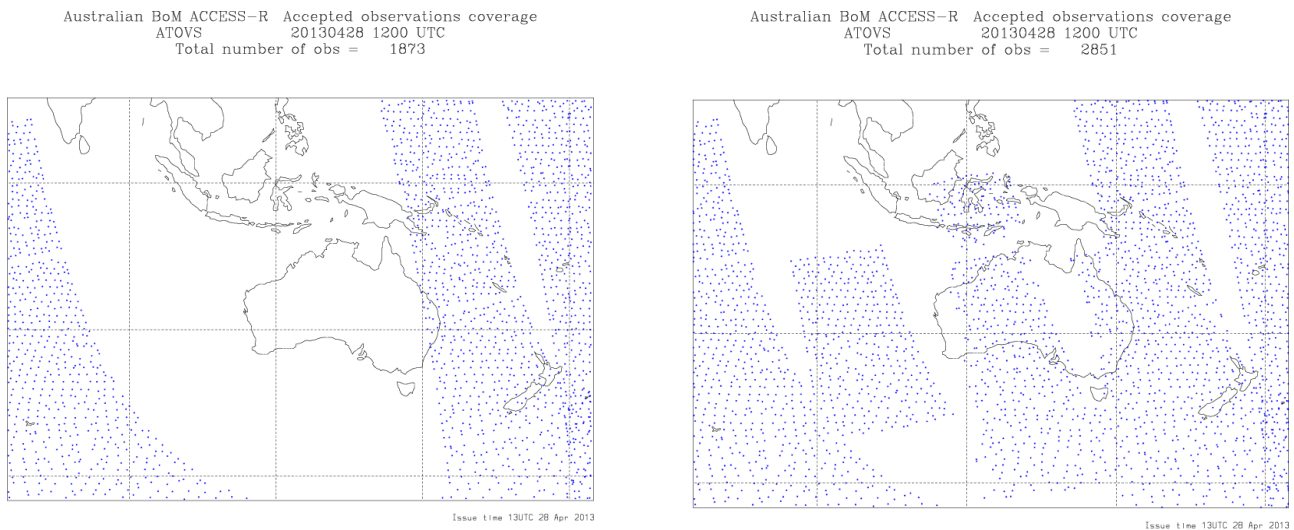 Australian BoM ACCESS-R Accepted observations coverage
ATOVS 20130428 1200 UTC
Total number of obs = 1873
Issue time 13UTC 28 Apr 2013
Australian BoM ACCESS-R Accepted observations coverage
ATOVS 20130428 1200 UTC
Total number of obs = 2851
Issue time 13UTC 28 Apr 2013